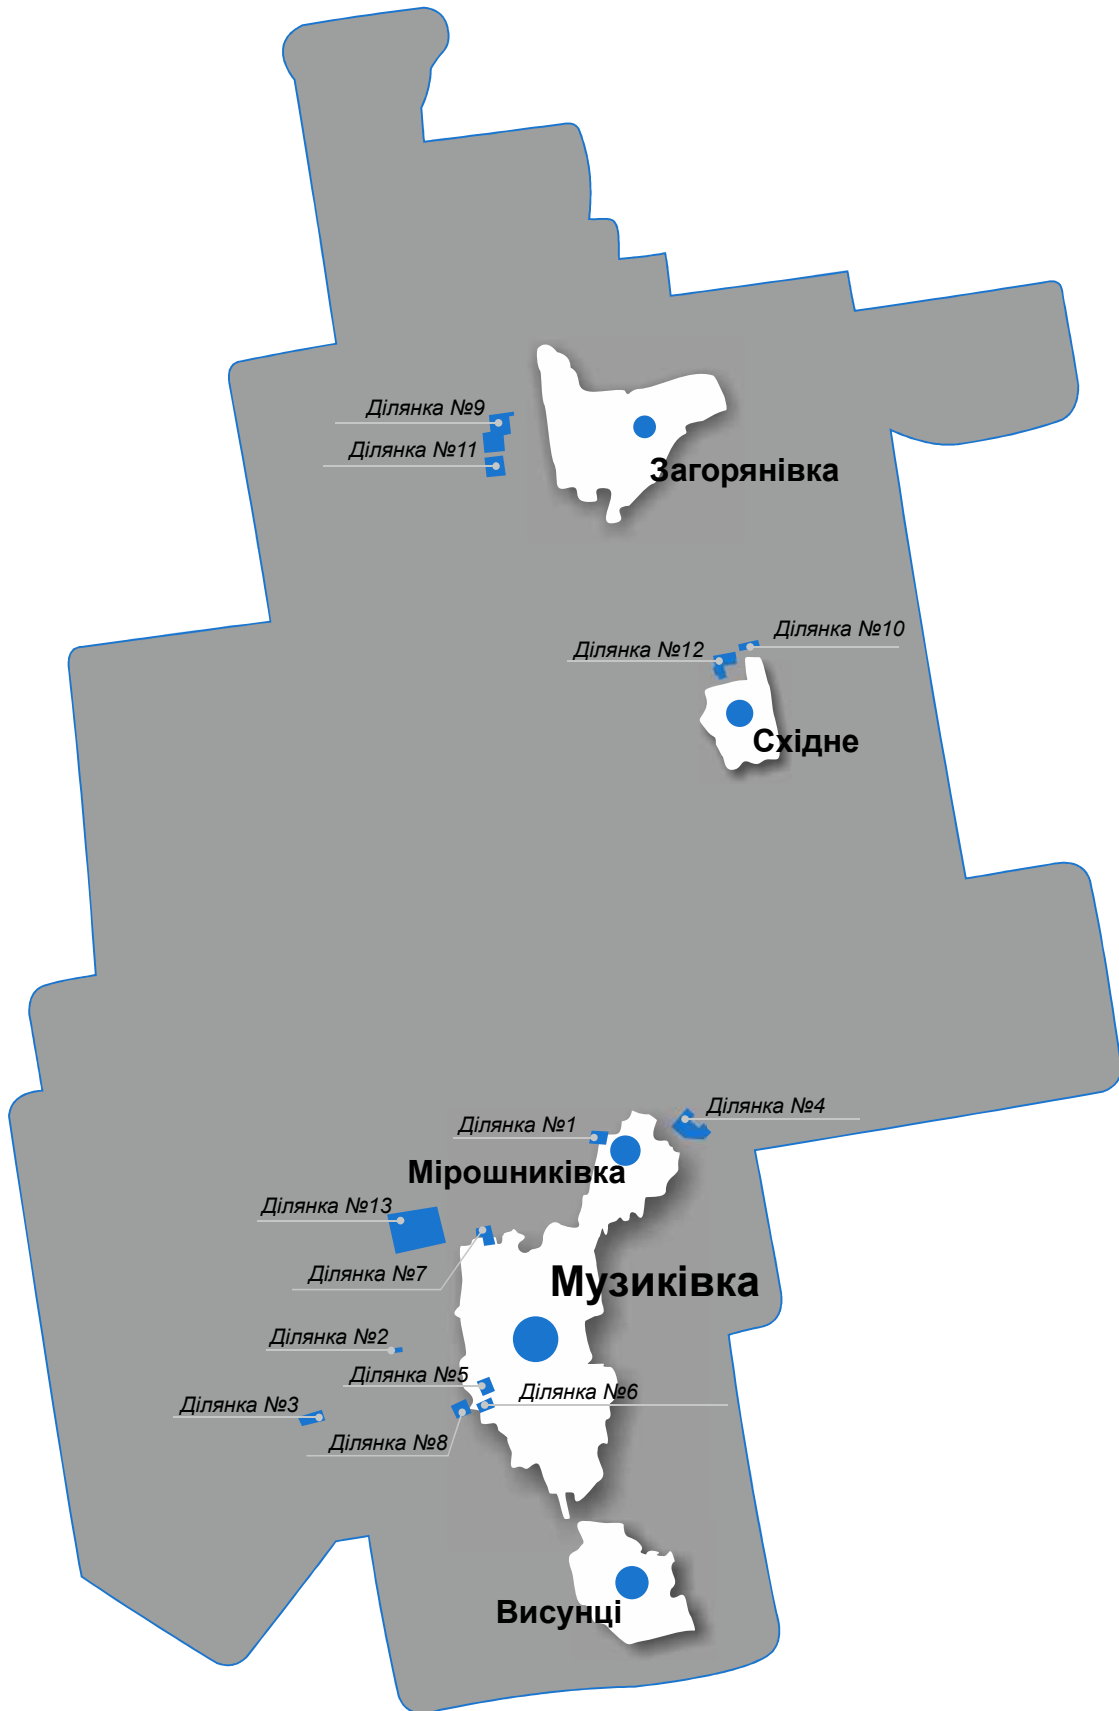 Ділянка №9
Ділянка №11
Загорянівка
Ділянка №10
Ділянка №12
Східне
Ділянка №4
Ділянка №1
Мірошниківка
Ділянка №13
Ділянка №7
Музиківка
Ділянка №2
Ділянка №5
Ділянка №6
Ділянка №3
Ділянка №8
Висунці